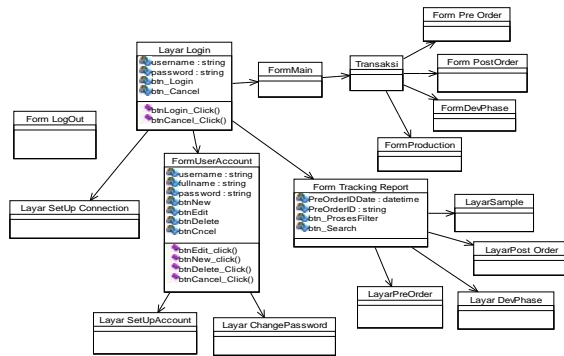 Form Pre Order
Layar Login
username : string
password : string
btn_Login
btn_Cancel
btnLogin_Click()
btnCancel_Click()
FormMain
Transaksi
Form PostOrder
FormDevPhase
FormProduction
Form LogOut
FormUserAccount
username : string
fullname : string
password : string
btnNew
btnEdit
btnDelete
btnCncel
btnEdit_click()
btnNew_click()
btnDelete_Click()
btnCancel_Click()
Form Tracking Report
PreOrderIDDate : datetime
PreOrderID : string
btn_ProsesFilter
btn_Search
Layar SetUp Connection
LayarSample
LayarPost Order
LayarPreOrder
Layar DevPhase
Layar SetUpAccount
Layar ChangePassword